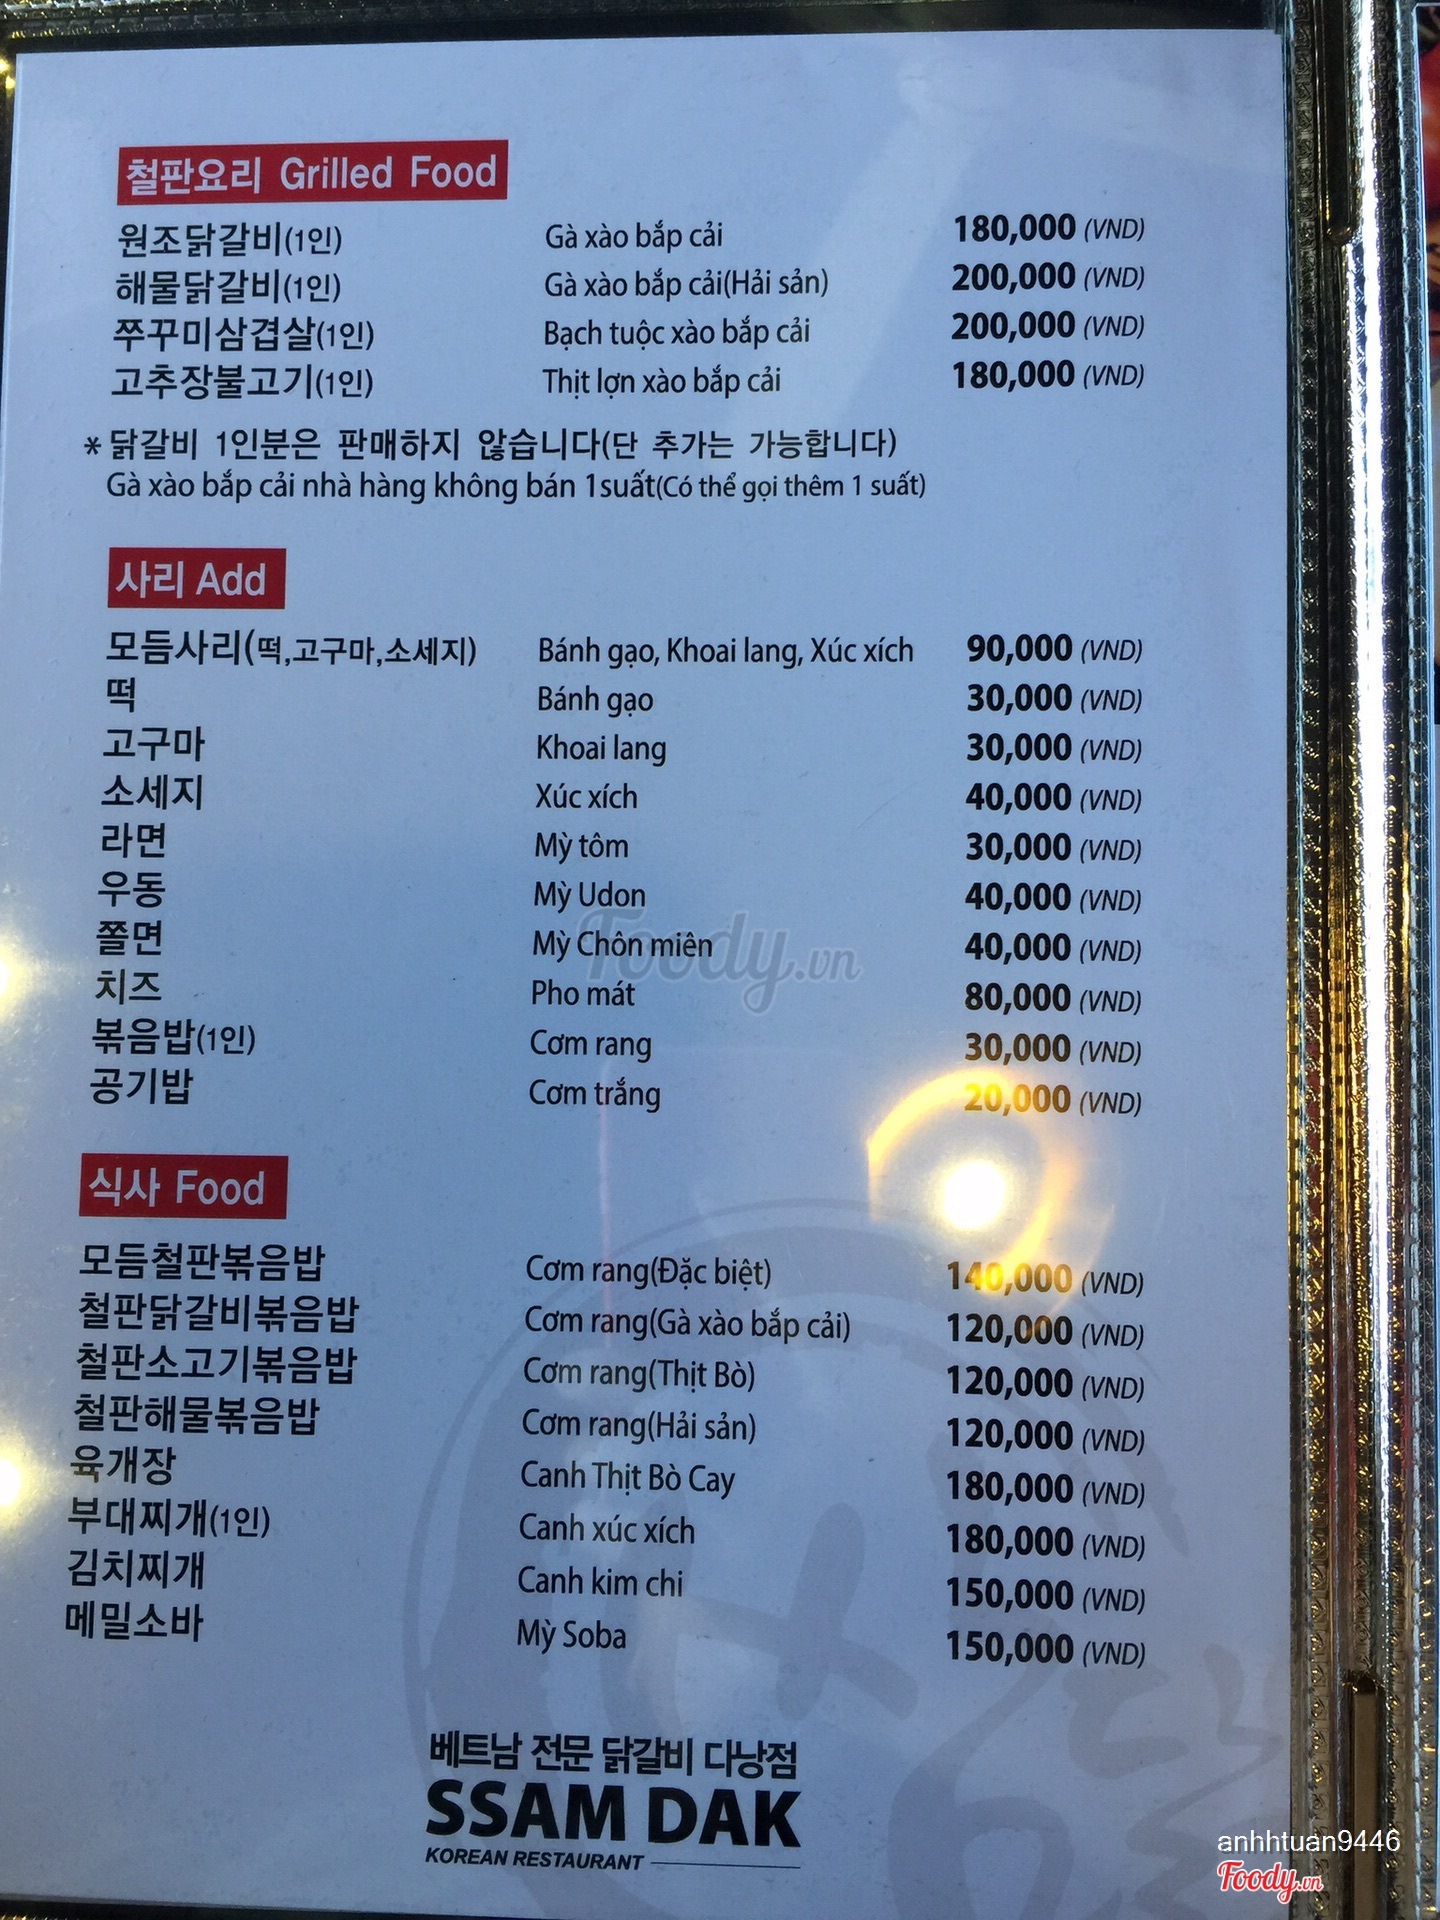 철판요리 Grilled Food
원조닭갈비(1인) Gà xào bắp cải 180,000 (VND)
해물닭갈비(1인) Gà xào bắp cải(Hải sản) 200,000 (VND)
쭈꾸미삼겹살(1인) Bạch tuộc xào bắp cải 200,000 (VND)
고추장불고기(1인) Thịt lợn xào bắp cải 180,000 (VND)
* 닭갈비 1인분은 판매하지 않습니다(단 추가는 가능합니다)
Gà xào bắp cải nhà hàng không bán 1suất(Có thể gọi thêm 1 suất)
사리 Add
모듬사리(떡,고구마,소세지) Bánh gạo, Khoai lang, Xúc xích 90,000 (VND)
떡 Bánh gạo 30,000 (VND)
고구마 Khoai lang 30,000 (VND)
소세지 Xúc xích 40,000 (VND)
라면 Mỳ tôm 30,000 (VND)
우동 Mỳ Udon 40,000 (VND)
쫄면 Mỳ Chôn miên 40,000 (VND)
치즈 Pho mát 80,000 (VND)
볶음밥(1인) Cơm rang 30,000 (VND)
공기밥 Cơm trắng 20,000 (VND)
Foody.vn
식사 Food
모듬철판볶음밥 Cơm rang(Đặc biệt) 140,000 (VND)
철판닭갈비볶음밥 Cơm rang(Gà xào bắp cải) 120,000 (VND)
철판소고기볶음밥 Cơm rang(Thịt Bò) 120,000 (VND)
철판해물볶음밥 Cơm rang(Hải sản) 120,000 (VND)
육개장 Canh Thịt Bò Cay 180,000 (VND)
부대찌개(1인) Canh xúc xích 180,000 (VND)
김치찌개 Canh kim chi 150,000 (VND)
메밀소바 Mỳ Soba 150,000 (VND)
베트남 전문 닭갈비 다낭점
SSAM DAK
KOREAN RESTAURANT
anhhtuan9446
Foody.vn